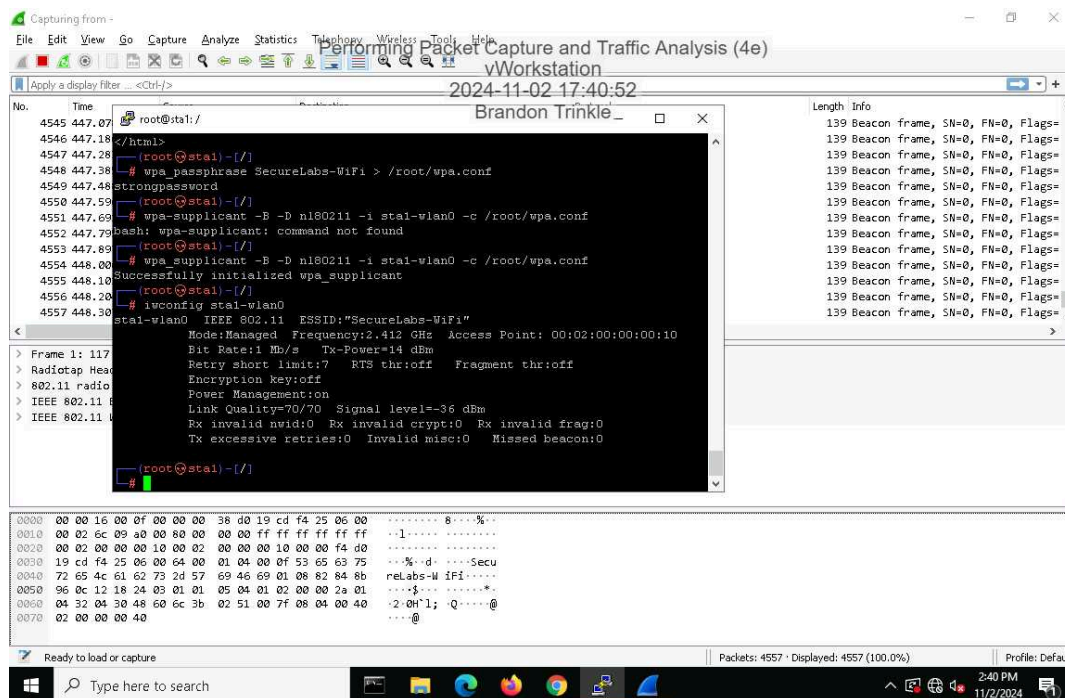 Capturing from -
File Edit View Go Capture Analyze Statistics Telephony Wireless Tools Help
Performing Packet Capture and Traffic Analysis (4e)
vWorkstation
2024-11-02 17:40:52
Brandon Trinkle
Apply a display filter ... <Ctrl-/>
No. Time Length Info
4545 447.07 139 Beacon frame, SN=0, FN=0, Flags=
4546 447.18 139 Beacon frame, SN=0, FN=0, Flags=
4547 447.28 139 Beacon frame, SN=0, FN=0, Flags=
4548 447.38 139 Beacon frame, SN=0, FN=0, Flags=
4549 447.48 139 Beacon frame, SN=0, FN=0, Flags=
4550 447.59 139 Beacon frame, SN=0, FN=0, Flags=
4551 447.69 139 Beacon frame, SN=0, FN=0, Flags=
4552 447.79 139 Beacon frame, SN=0, FN=0, Flags=
4553 447.89 139 Beacon frame, SN=0, FN=0, Flags=
4554 448.00 139 Beacon frame, SN=0, FN=0, Flags=
4555 448.10 139 Beacon frame, SN=0, FN=0, Flags=
4556 448.20 139 Beacon frame, SN=0, FN=0, Flags=
4557 448.30 139 Beacon frame, SN=0, FN=0, Flags=
root@sta1: /
</html>
(root@sta1)-[/]
# wpa_passphrase SecureLabs-WiFi > /root/wpa.conf
strongpassword
(root@sta1)-[/]
# wpa-supplicant -B -D nl80211 -i sta1-wlan0 -c /root/wpa.conf
bash: wpa-supplicant: command not found
(root@sta1)-[/]
# wpa_supplicant -B -D nl80211 -i sta1-wlan0 -c /root/wpa.conf
Successfully initialized wpa_supplicant
(root@sta1)-[/]
# iwconfig sta1-wlan0
sta1-wlan0 IEEE 802.11 ESSID:"SecureLabs-WiFi"
Mode:Managed Frequency:2.412 GHz Access Point: 00:02:00:00:00:10
Bit Rate:1 Mb/s Tx-Power=14 dBm
Retry short limit:7 RTS thr:off Fragment thr:off
Encryption key:off
Power Management:on
Link Quality=70/70 Signal level=-36 dBm
Rx invalid nwid:0 Rx invalid crypt:0 Rx invalid frag:0
Tx excessive retries:0 Invalid misc:0 Missed beacon:0
(root@sta1)-[/]
#
Frame 1: 117
Radiotap Head
802.11 radio
IEEE 802.11
IEEE 802.11
0000 00 00 16 00 0f 00 00 00 38 d0 19 cd f4 25 06 00 ········ 8····%··
0010 00 02 6c 09 a0 00 80 00 00 00 ff ff ff ff ff ff ··l····· ········
0020 00 02 00 00 00 10 00 02 00 00 00 10 00 00 f4 d0 ········ ········
0030 19 cd f4 25 06 00 64 00 01 04 00 0f 53 65 63 75 ···%··d· ····Secu
0040 72 65 4c 61 62 73 2d 57 69 46 69 01 08 82 84 8b reLabs-W iFi·····
0050 96 0c 12 18 24 03 01 01 05 04 01 02 00 00 2a 01 ····$··· ······*·
0060 04 32 04 30 48 60 6c 3b 02 51 00 7f 08 04 00 40 ·2·0H`l; ·Q·····@
0070 02 00 00 00 40 ····@
Ready to load or capture Packets: 4557 · Displayed: 4557 (100.0%) Profile: Defau
Type here to search
2:40 PM
11/2/2024